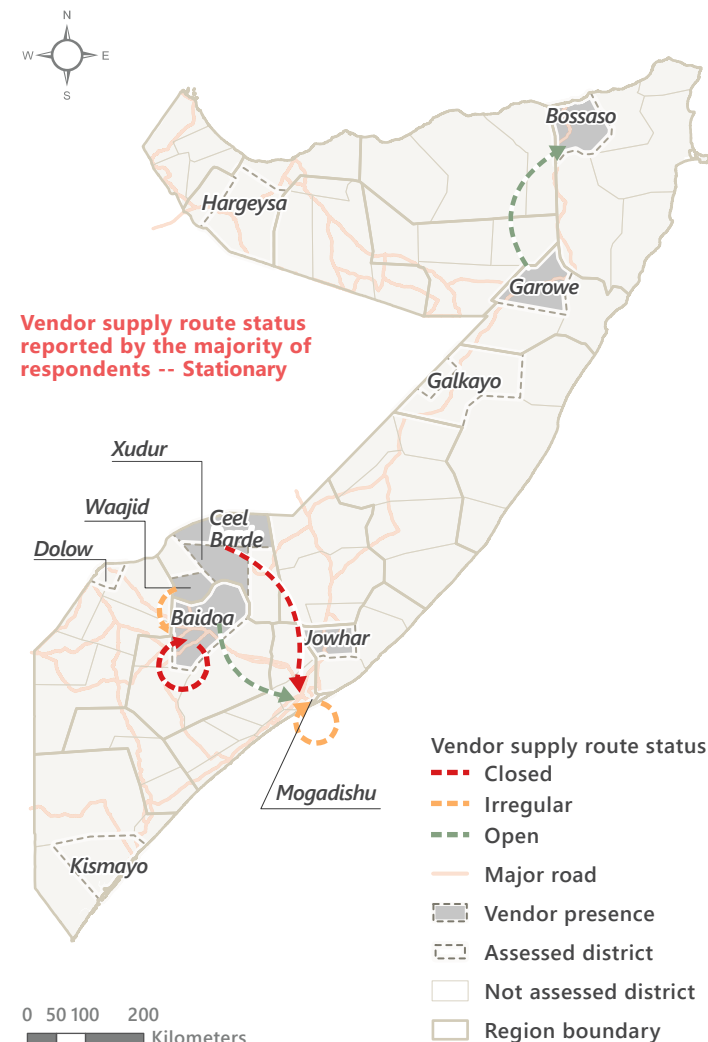 N
W E
S
Bossaso
Hargeysa
Garowe
Vendor supply route status
reported by the majority of
respondents -- Stationary
Galkayo
Xudur
Waajid
Ceel
Barde
Dolow
Baidoa
Jowhar
Mogadishu
Kismayo
Vendor supply route status
Closed
Irregular
Open
Major road
Vendor presence
Assessed district
Not assessed district
Region boundary
0 50 100 200
Kilometers